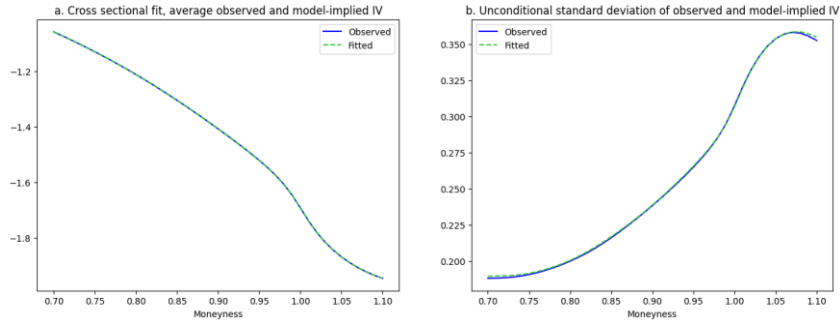 a. Cross sectional fit, average observed and model-implied IV
Observed
Fitted
−1.2
−1.4
−1.6
−1.8
0.70 0.75 0.80 0.85 0.90 0.95 1.00 1.05 1.10
Moneyness
b. Unconditional standard deviation of observed and model-implied IV
Observed
Fitted
0.350
0.325
0.300
0.275
0.250
0.225
0.200
0.70 0.75 0.80 0.85 0.90 0.95 1.00 1.05 1.10
Moneyness